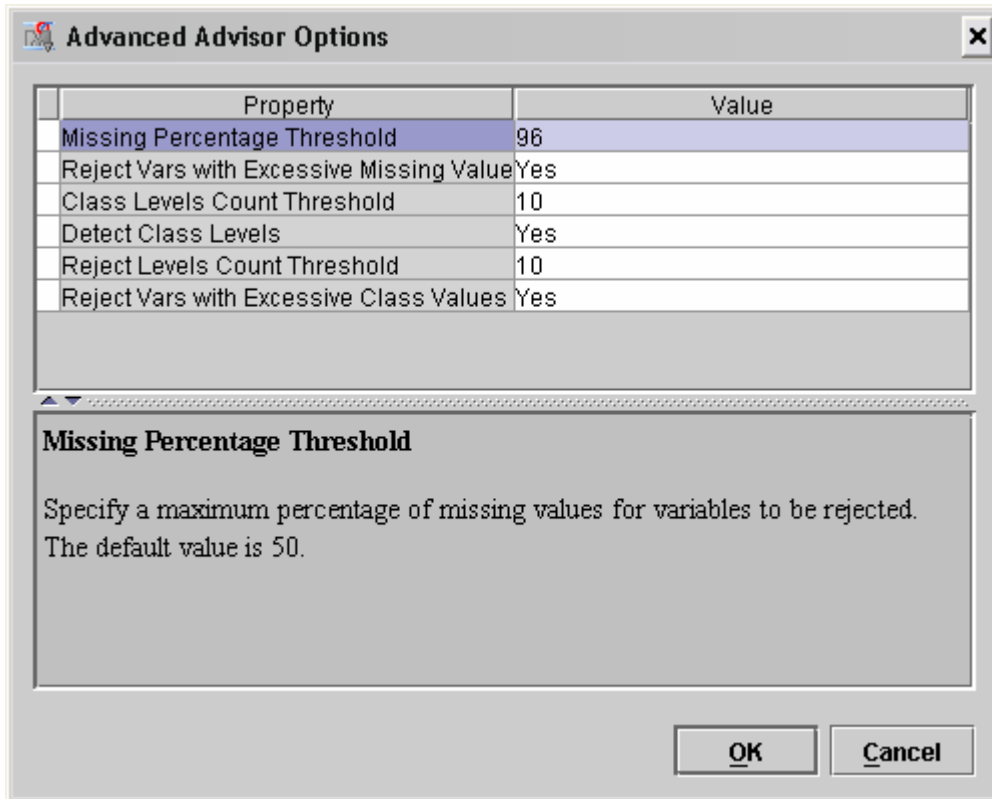 Advanced Advisor Options
Property Value
Missing Percentage Threshold 96
Reject Vars with Excessive Missing Value Yes
Class Levels Count Threshold 10
Detect Class Levels Yes
Reject Levels Count Threshold 10
Reject Vars with Excessive Class Values Yes
Missing Percentage Threshold
Specify a maximum percentage of missing values for variables to be rejected.
The default value is 50.
OK Cancel